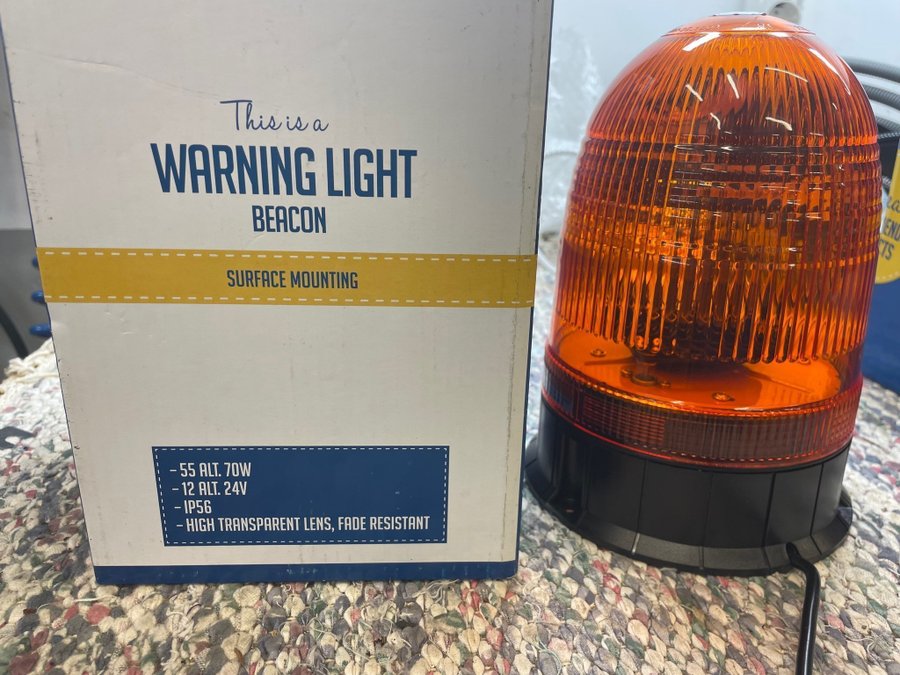 This is a
WARNING LIGHT
BEACON
SURFACE MOUNTING
- 55 ALT. 70W
- 12 ALT. 24V
- IP56
- HIGH TRANSPARENT LENS, FADE RESISTANT